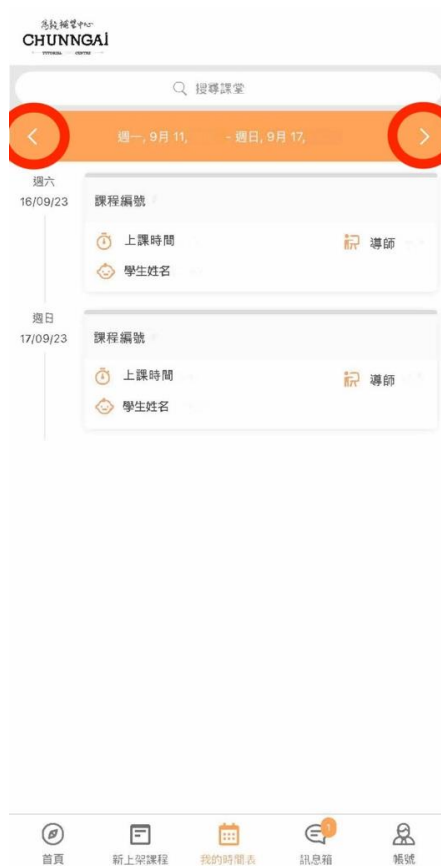 CHUNNGAI
搜尋課堂
週一, 9月 11, - 週日, 9月 17,
週六
16/09/23
課程編號
上課時間
導師
學生姓名
週日
17/09/23
課程編號
上課時間
導師
學生姓名
1
首頁
新上架課程
我的時間表
訊息箱
帳號